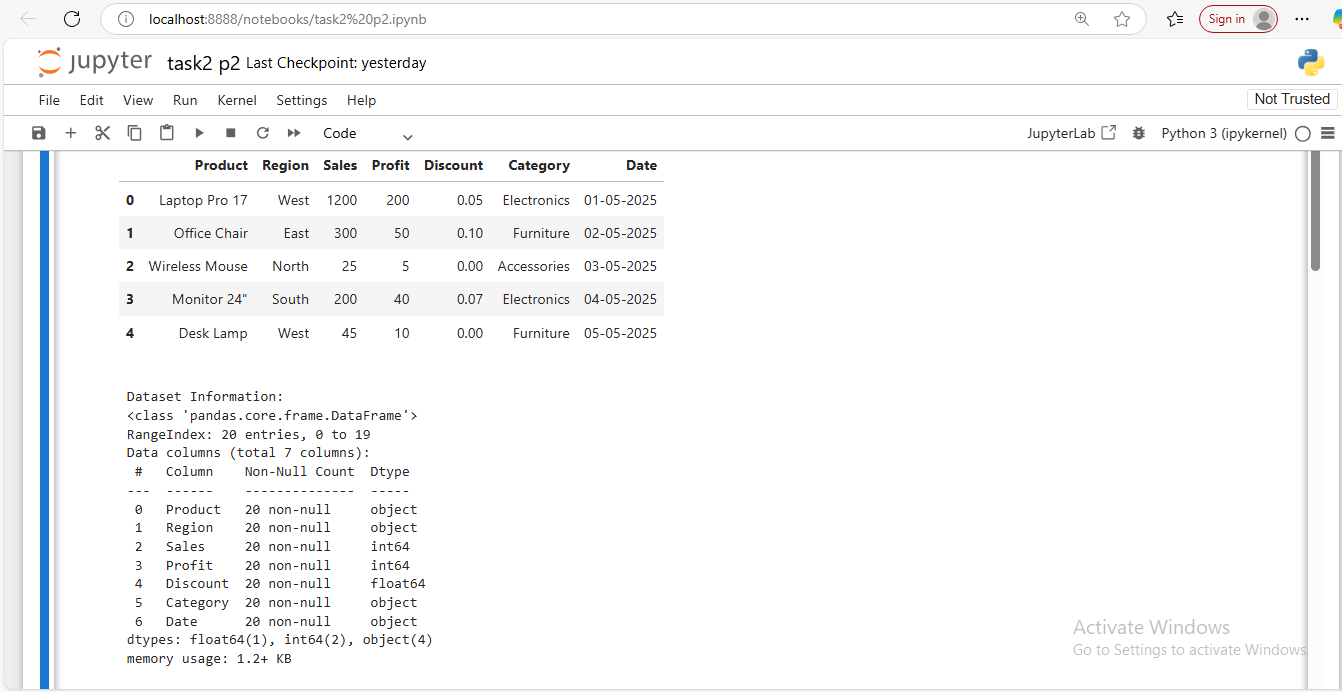 localhost:8888/notebooks/task2%20p2.ipynb
Sign in
jupyter task2 p2 Last Checkpoint: yesterday
File Edit View Run Kernel Settings Help
Not Trusted
Code
JupyterLab
Python 3 (ipykernel)
Product Region Sales Profit Discount Category Date
0 Laptop Pro 17 West 1200 200 0.05 Electronics 01-05-2025
1 Office Chair East 300 50 0.10 Furniture 02-05-2025
2 Wireless Mouse North 25 5 0.00 Accessories 03-05-2025
3 Monitor 24" South 200 40 0.07 Electronics 04-05-2025
4 Desk Lamp West 45 10 0.00 Furniture 05-05-2025
Dataset Information:
<class 'pandas.core.frame.DataFrame'>
RangeIndex: 20 entries, 0 to 19
Data columns (total 7 columns):
# Column Non-Null Count Dtype
--- ------ -------------- -----
0 Product 20 non-null object
1 Region 20 non-null object
2 Sales 20 non-null int64
3 Profit 20 non-null int64
4 Discount 20 non-null float64
5 Category 20 non-null object
6 Date 20 non-null object
dtypes: float64(1), int64(2), object(4)
memory usage: 1.2+ KB
Activate Windows
Go to Settings to activate Windows.